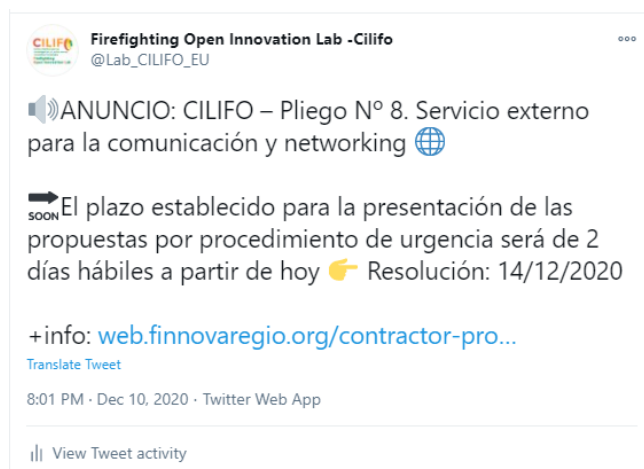 CILIFO
Firefighting Open Innovation Lab -Cilifo
@Lab_CILIFO_EU
ANUNCIO: CILIFO – Pliego Nº 8. Servicio externo
para la comunicación y networking
SOON El plazo establecido para la presentación de las
propuestas por procedimiento de urgencia será de 2
días hábiles a partir de hoy Resolución: 14/12/2020
+info: web.finnovaregio.org/contractor-pro...
Translate Tweet
8:01 PM · Dec 10, 2020 · Twitter Web App
View Tweet activity